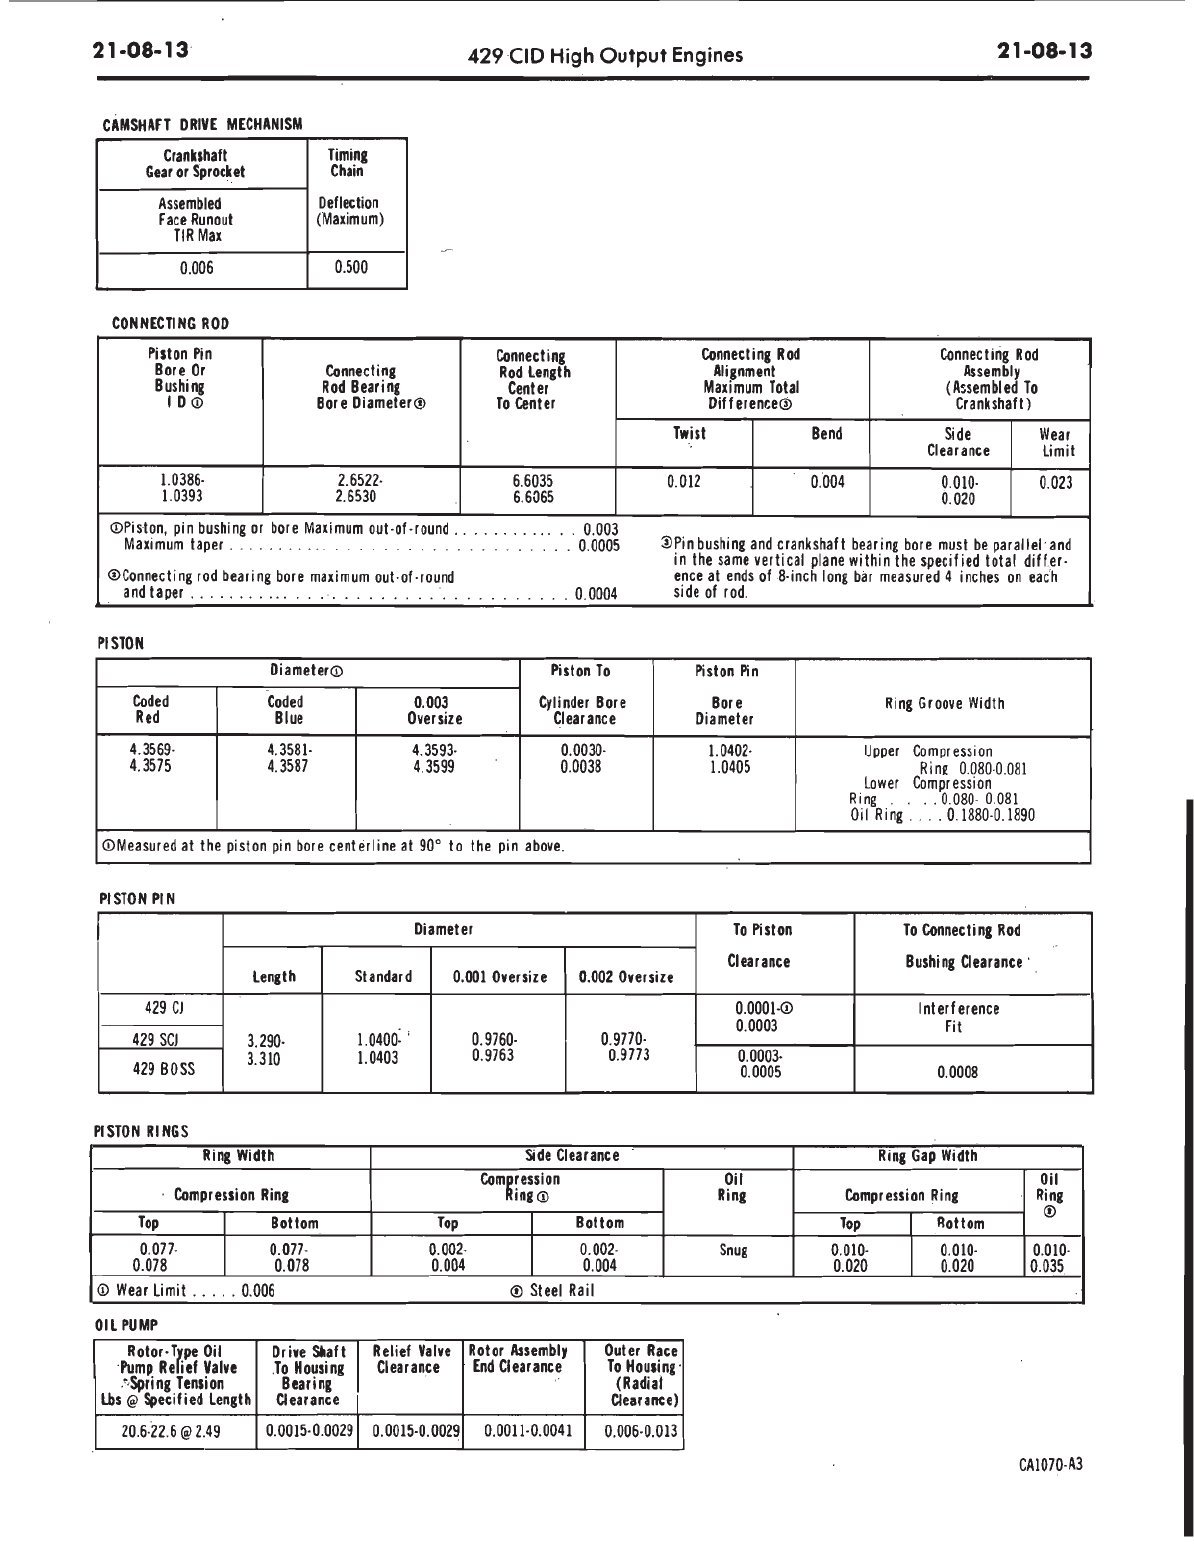 21-08-13 429 CID High Output Engines 21-08-13
CAMSHAFT DRIVE MECHANISM
Crankshaft
Gear or Sprocket
Timing
Chain
Assembled
Face Runout
TIR Max
Deflection
(Maximum)
0.006 0.500
CONNECTING ROD
Piston Pin
Bore Or
Bushing
I D①
Connecting
Rod Bearing
Bore Diameter②
Connecting
Rod Length
Center
To Center
Connecting Rod
Alignment
Maximum Total
Difference③
Connecting Rod
Assembly
(Assembled To
Crankshaft)
Twist Bend
Side
Clearance
Wear
Limit
1.0386-
1.0393
2.6522-
2.6530
6.6035
6.6065
0.012 0.004
0.010-
0.020
0.023
①Piston, pin bushing or bore Maximum out-of-round . . . . . . . . . . . . . 0.003
Maximum taper . . . . . . . . . . . . . . . . . . . . . . . . . . . . . . . . . . . 0.0005
②Connecting rod bearing bore maximum out-of-round
and taper . . . . . . . . . . . . . . . . . . . . . . . . . . . . . . . . . . . . . . . 0.0004
③Pin bushing and crankshaft bearing bore must be parallel and
in the same vertical plane within the specified total differ-
ence at ends of 8-inch long bar measured 4 inches on each
side of rod.
PISTON
Diameter①
Piston To
Cylinder Bore
Clearance
Piston Pin
Bore
Diameter
Ring Groove Width
Coded
Red
Coded
Blue
0.003
Oversize
4.3569-
4.3575
4.3581-
4.3587
4.3593-
4.3599
0.0030-
0.0038
1.0402-
1.0405
Upper Compression
Ring 0.080-0.081
Lower Compression
Ring . . . . 0.080- 0.081
Oil Ring . . . . 0.1880-0.1890
①Measured at the piston pin bore centerline at 90° to the pin above.
PISTON PIN
Diameter
To Piston
Clearance
To Connecting Rod
Bushing Clearance
Length Standard 0.001 Oversize 0.002 Oversize
429 CJ
429 SCJ
429 BOSS
3.290-
3.310
1.0400-
1.0403
0.9760-
0.9763
0.9770-
0.9773
0.0001-①
0.0003
Interference
Fit
0.0003-
0.0005
0.0008
PISTON RINGS
Ring Width Side Clearance Ring Gap Width
Compression Ring
Compression
Ring①
Oil
Ring
Compression Ring
Oil
Ring
②
Top Bottom Top Bottom Top Bottom
0.077-
0.078
0.077-
0.078
0.002-
0.004
0.002-
0.004
Snug
0.010-
0.020
0.010-
0.020
0.010-
0.035
① Wear Limit . . . . . 0.006 ② Steel Rail
OIL PUMP
Rotor-Type Oil
Pump Relief Valve
Spring Tension
Lbs @ Specified Length
Drive Shaft
To Housing
Bearing
Clearance
Relief Valve
Clearance
Rotor Assembly
End Clearance
Outer Race
To Housing
(Radial
Clearance)
20.6-22.6 @ 2.49 0.0015-0.0029 0.0015-0.0029 0.0011-0.0041 0.006-0.013
CA1070-A3